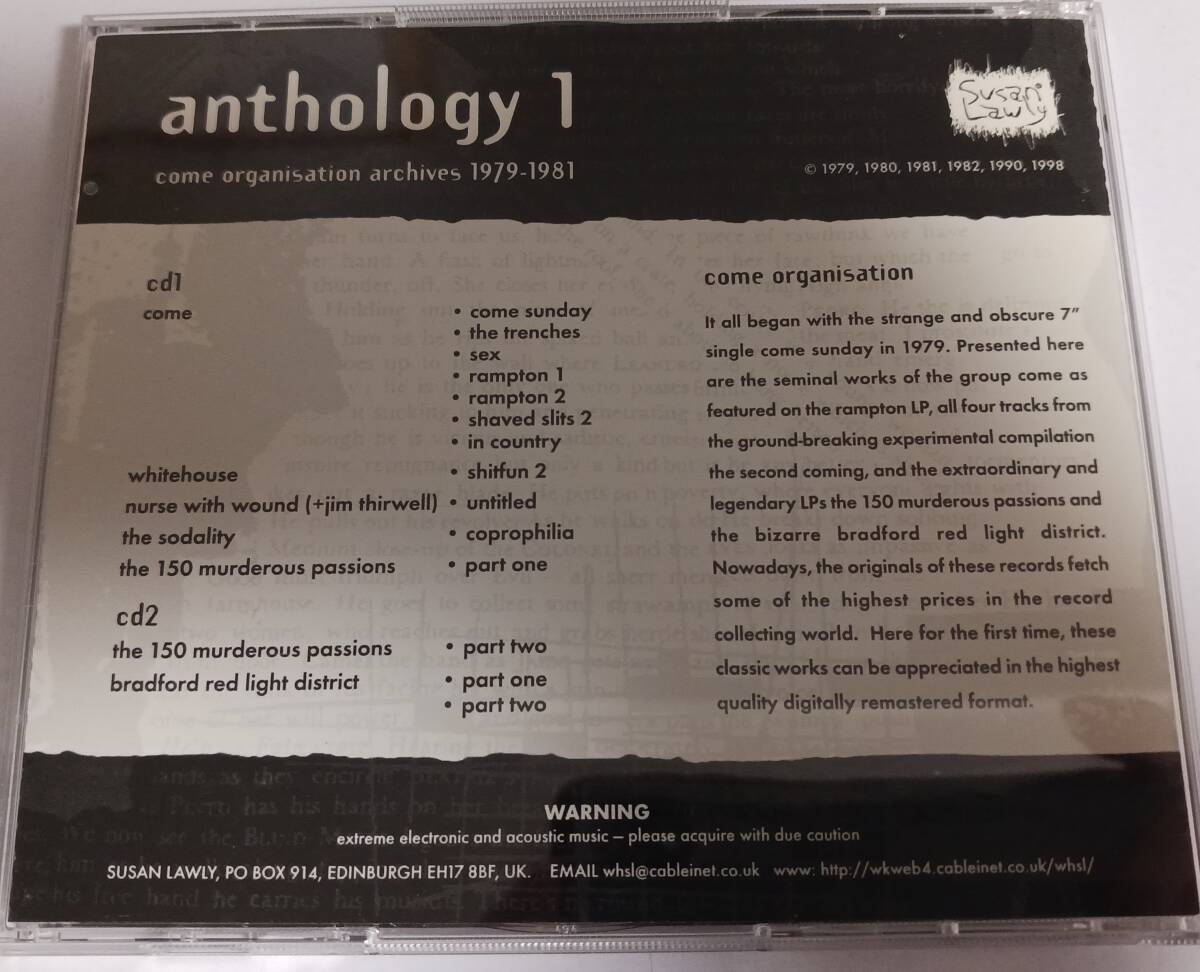 anthology 1
come organisation archives 1979-1981
Susan
Lawly
© 1979, 1980, 1981, 1982, 1990, 1998
cd1
come
• come sunday
• the trenches
• sex
• rampton 1
• rampton 2
• shaved slits 2
• in country
whitehouse • shitfun 2
nurse with wound (+jim thirwell) • untitled
the sodality • coprophilia
the 150 murderous passions • part one
cd2
the 150 murderous passions • part two
bradford red light district • part one
• part two
come organisation
It all began with the strange and obscure 7"
single come sunday in 1979. Presented here
are the seminal works of the group come as
featured on the rampton LP, all four tracks from
the ground-breaking experimental compilation
the second coming, and the extraordinary and
legendary LPs the 150 murderous passions and
the bizarre bradford red light district.
Nowadays, the originals of these records fetch
some of the highest prices in the record
collecting world. Here for the first time, these
classic works can be appreciated in the highest
quality digitally remastered format.
WARNING
extreme electronic and acoustic music – please acquire with due caution
SUSAN LAWLY, PO BOX 914, EDINBURGH EH17 8BF, UK. EMAIL whsl@cableinet.co.uk www: http://wkweb4.cableinet.co.uk/whsl/